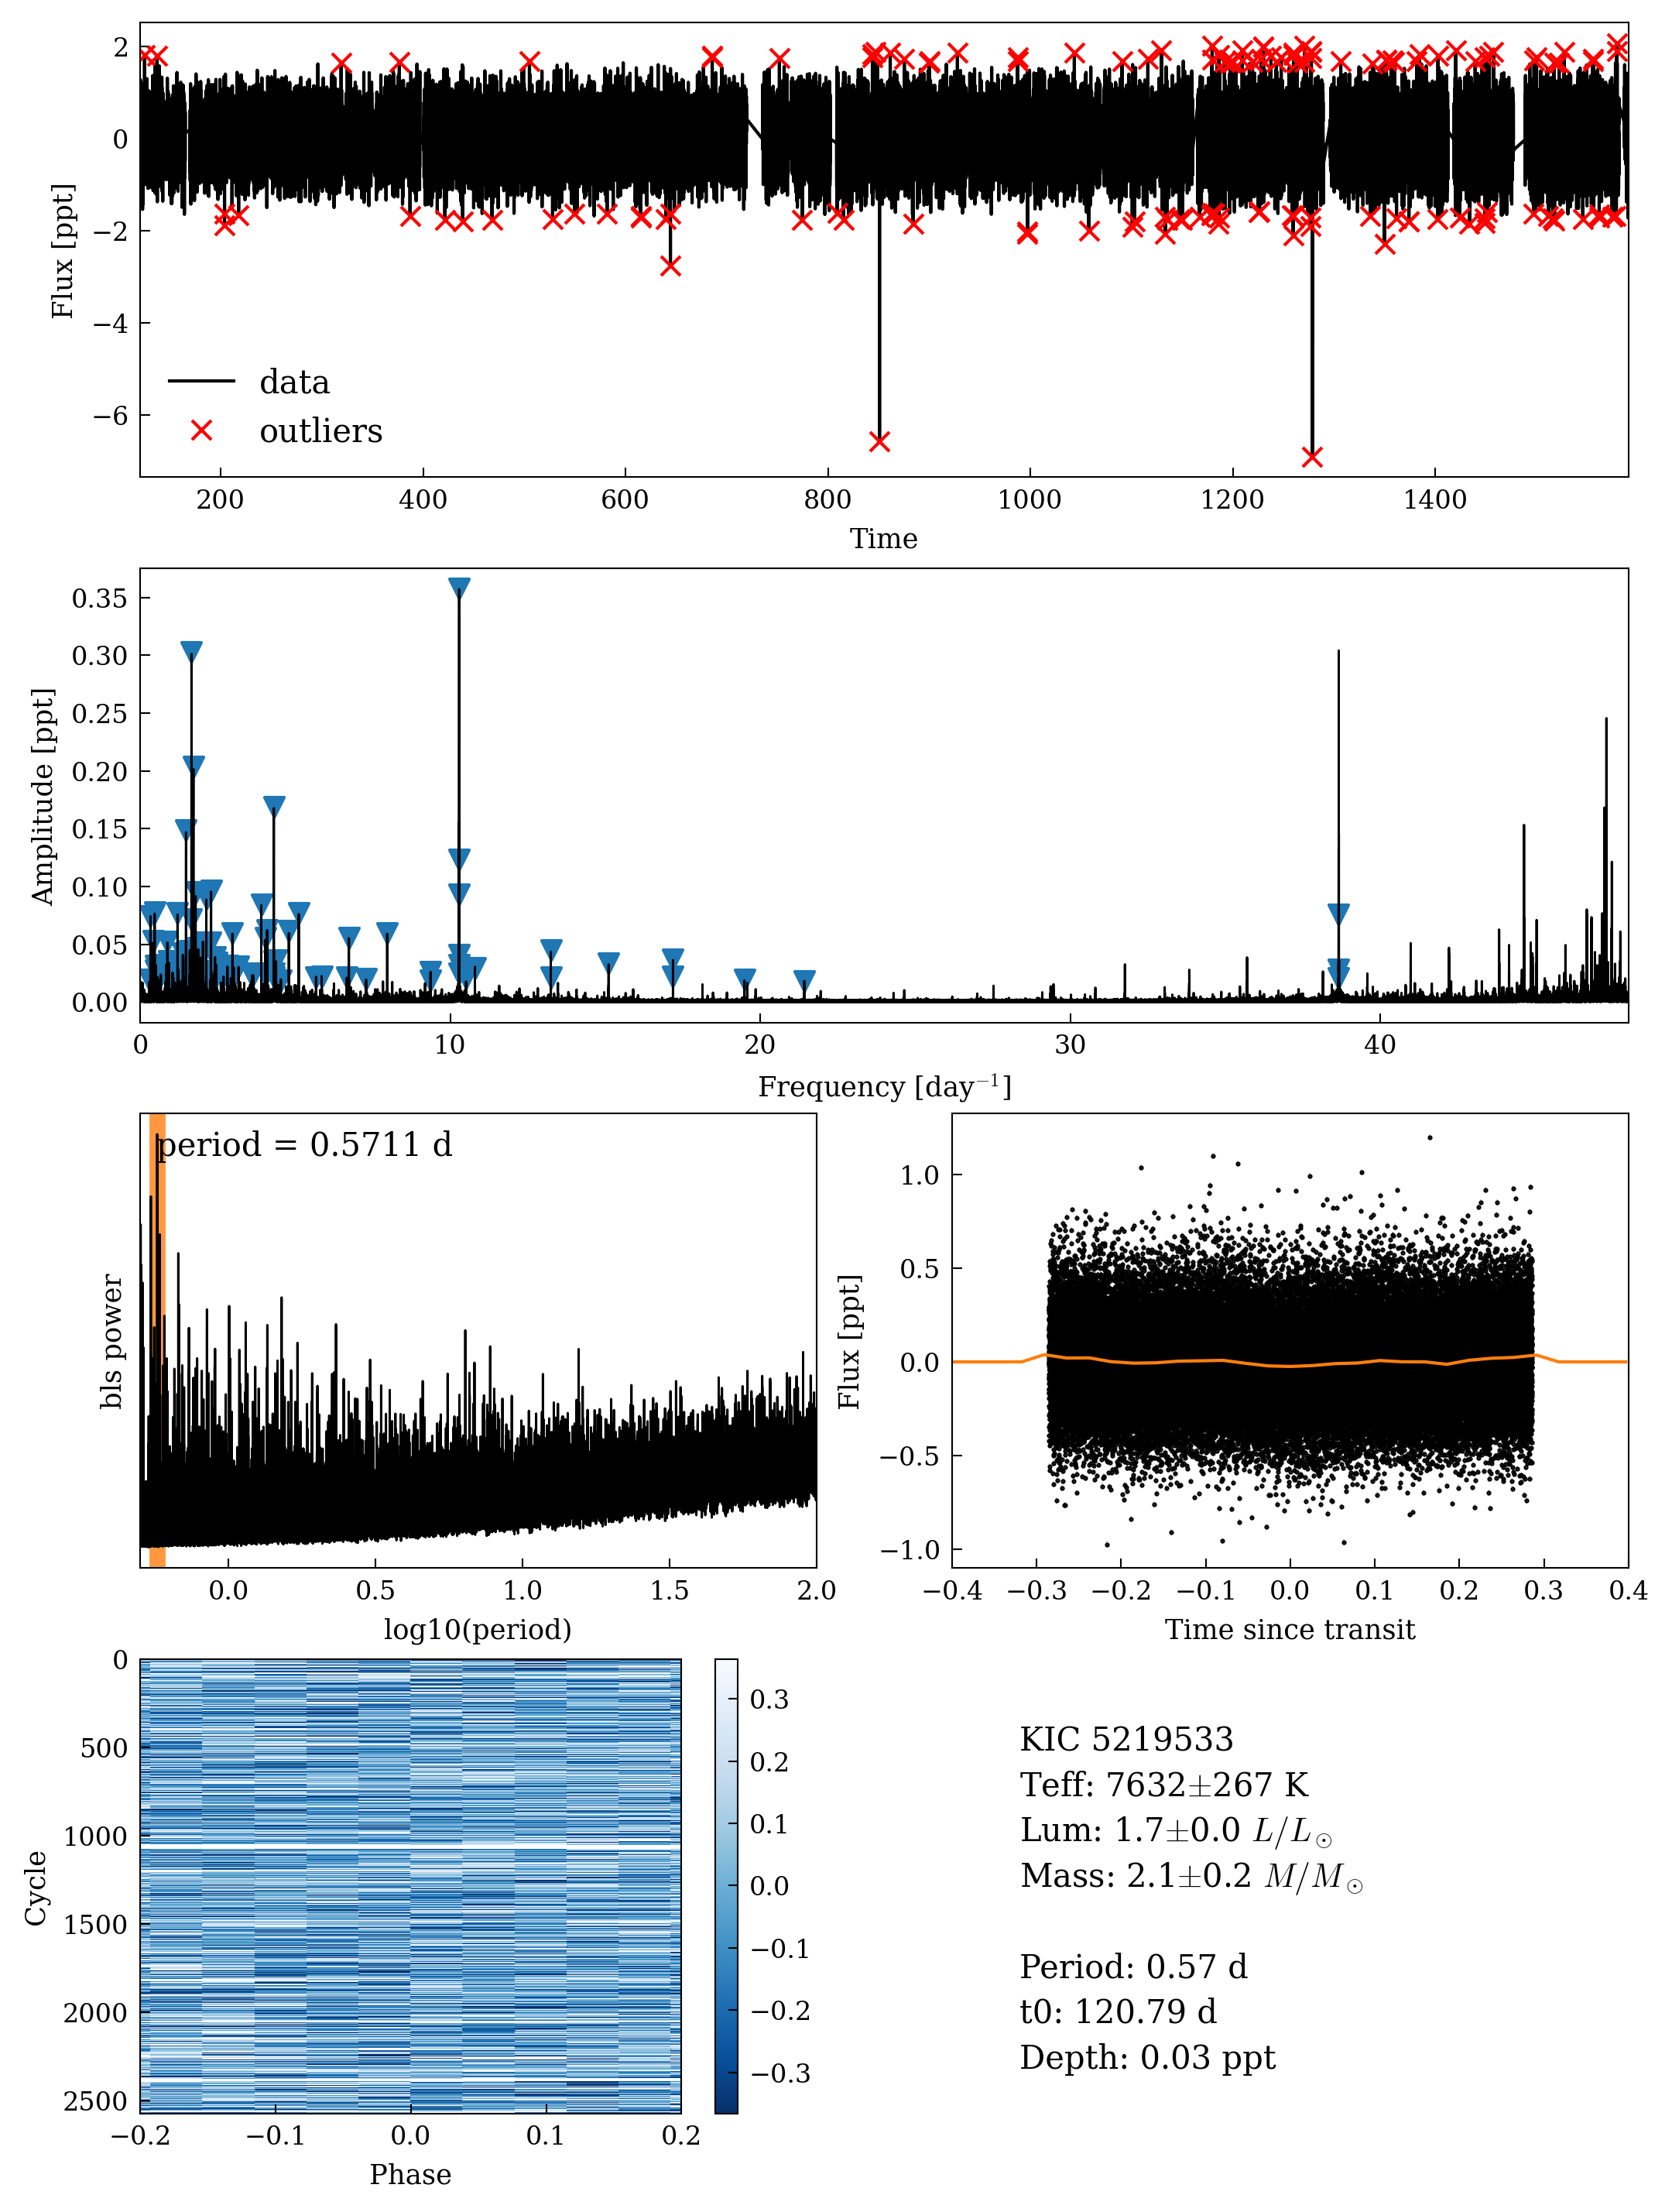 2
0
−2
−4
−6
Flux [ppt]
data
outliers
200 400 600 800 1000 1200 1400
Time
0.35
0.30
0.25
0.20
0.15
0.10
0.05
0.00
Amplitude [ppt]
0 10 20 30 40
Frequency [day⁻¹]
period = 0.5711 d
bls power
0.0 0.5 1.0 1.5 2.0
log10(period)
1.0
0.5
0.0
−0.5
−1.0
Flux [ppt]
−0.4 −0.3 −0.2 −0.1 0.0 0.1 0.2 0.3 0.4
Time since transit
0
500
1000
1500
2000
2500
Cycle
−0.2 −0.1 0.0 0.1 0.2
Phase
0.3
0.2
0.1
0.0
−0.1
−0.2
−0.3
KIC 5219533
Teff: 7632±267 K
Lum: 1.7±0.0 L/L☉
Mass: 2.1±0.2 M/M☉
Period: 0.57 d
t0: 120.79 d
Depth: 0.03 ppt